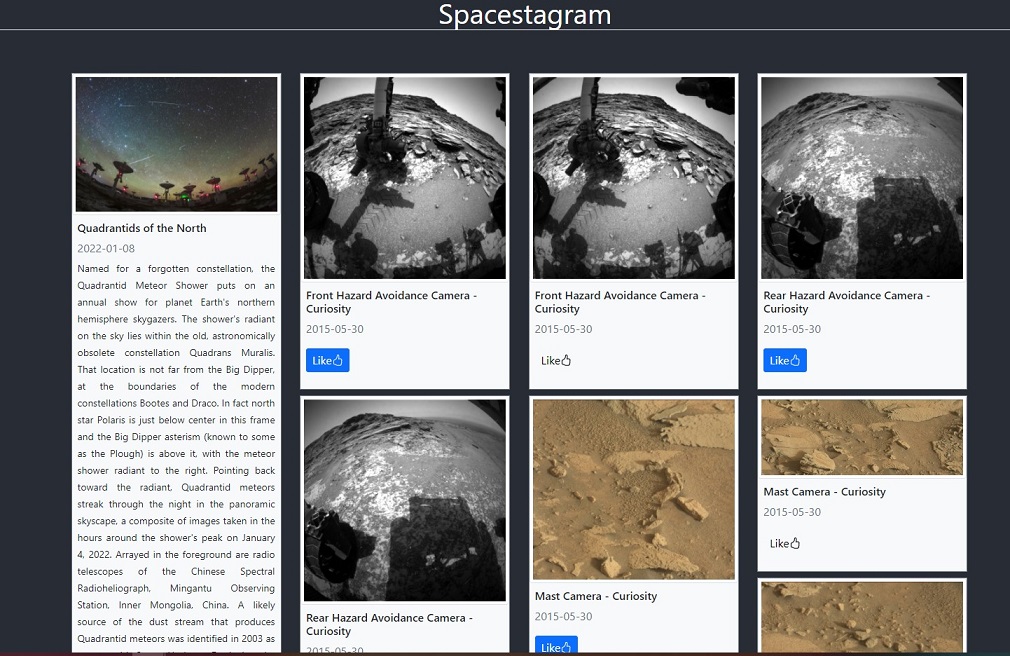 Spacestagram
Quadrantids of the North
2022-01-08
Named for a forgotten constellation, the
Quadrantid Meteor Shower puts on an
annual show for planet Earth's northern
hemisphere skygazers. The shower's radiant
on the sky lies within the old, astronomically
obsolete constellation Quadrans Muralis.
That location is not far from the Big Dipper,
at the boundaries of the modern
constellations Bootes and Draco. In fact north
star Polaris is just below center in this frame
and the Big Dipper asterism (known to some
as the Plough) is above it, with the meteor
shower radiant to the right. Pointing back
toward the radiant, Quadrantid meteors
streak through the night in the panoramic
skyscape, a composite of images taken in the
hours around the shower's peak on January
4, 2022. Arrayed in the foreground are radio
telescopes of the Chinese Spectral
Radioheliograph, Mingantu Observing
Station, Inner Mongolia, China. A likely
source of the dust stream that produces
Quadrantid meteors was identified in 2003 as
Front Hazard Avoidance Camera -
Curiosity
2015-05-30
Like
Rear Hazard Avoidance Camera -
Curiosity
2015-05-30
Front Hazard Avoidance Camera -
Curiosity
2015-05-30
Like
Mast Camera - Curiosity
2015-05-30
Like
Rear Hazard Avoidance Camera -
Curiosity
2015-05-30
Like
Mast Camera - Curiosity
2015-05-30
Like